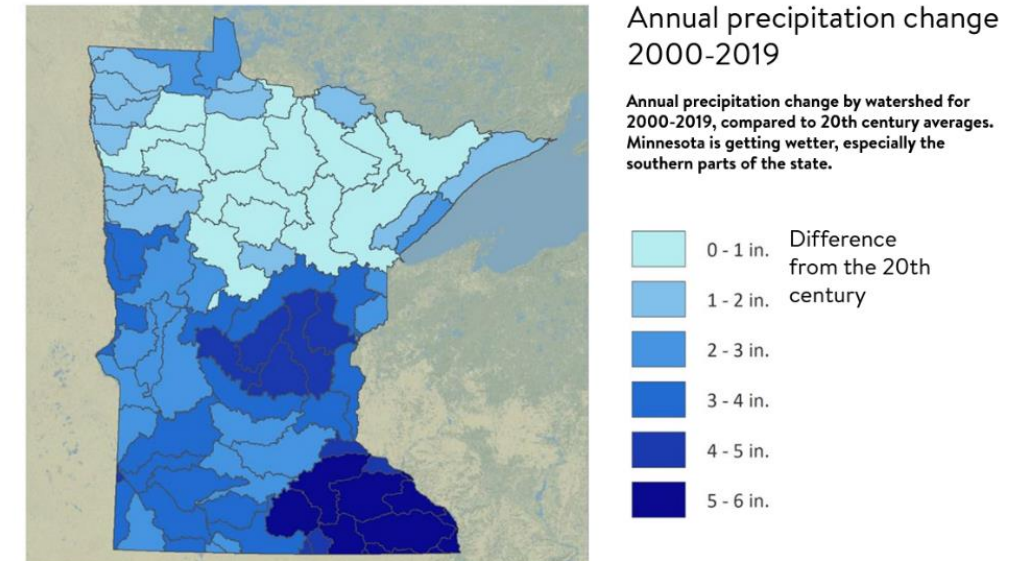 Annual precipitation change
2000-2019
Annual precipitation change by watershed for
2000-2019, compared to 20th century averages.
Minnesota is getting wetter, especially the
southern parts of the state.
0 - 1 in.
1 - 2 in.
2 - 3 in.
3 - 4 in.
4 - 5 in.
5 - 6 in.
Difference
from the 20th
century